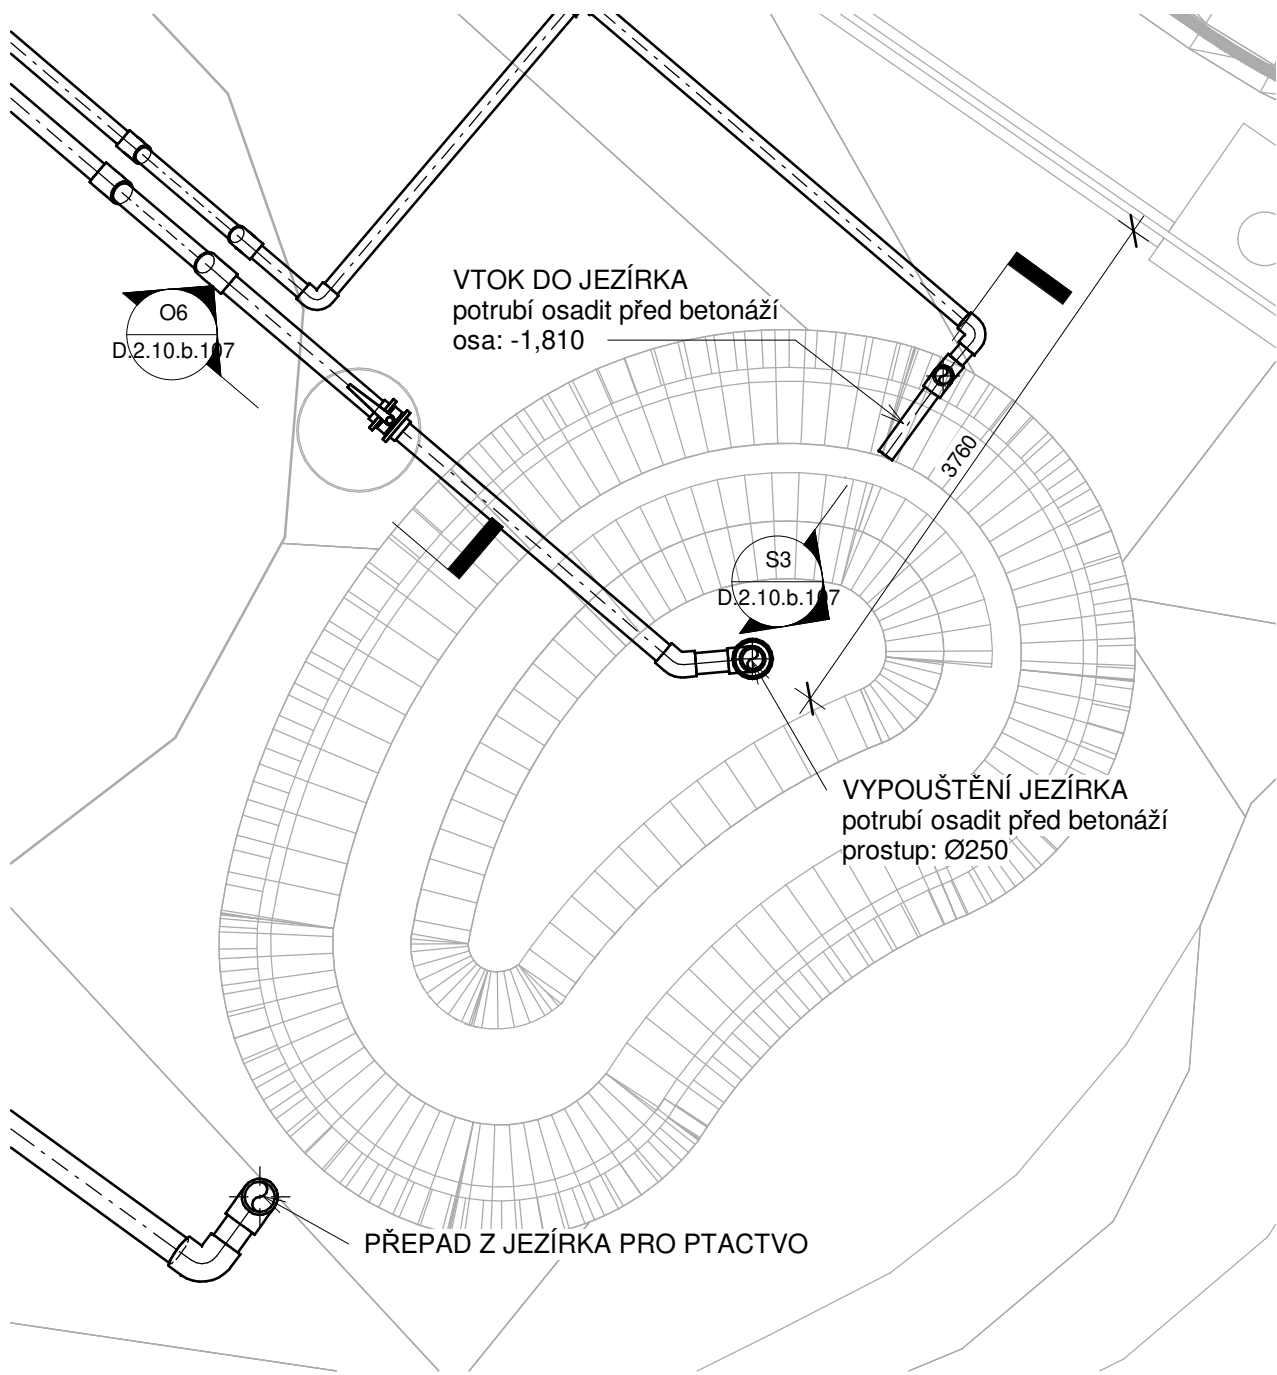 VTOK DO JEZÍRKA
potrubí osadit před betonáží
osa: -1,810
O6
D.2.10.b.107
3760
S3
D.2.10.b.107
VYPOUŠTĚNÍ JEZÍRKA
potrubí osadit před betonáží
prostup: Ø250
PŘEPAD Z JEZÍRKA PRO PTACTVO